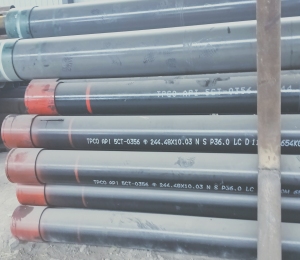 TPCO API 5CT-0356
TPCO API 5CT-0356 ® 244.48X10.03 N S P36.0 LC D
TPCO API 5CT-0356 ® 244.48X10.03 N S P36.0 LC